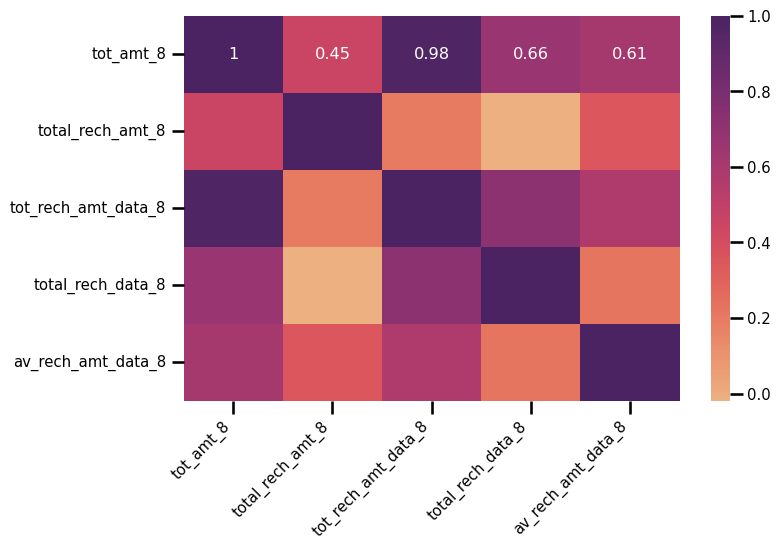 tot_amt_8 1 0.45 0.98 0.66 0.61
total_rech_amt_8
tot_rech_amt_data_8
total_rech_data_8
av_rech_amt_data_8
tot_amt_8 total_rech_amt_8 tot_rech_amt_data_8 total_rech_data_8 av_rech_amt_data_8
1.0
0.8
0.6
0.4
0.2
0.0